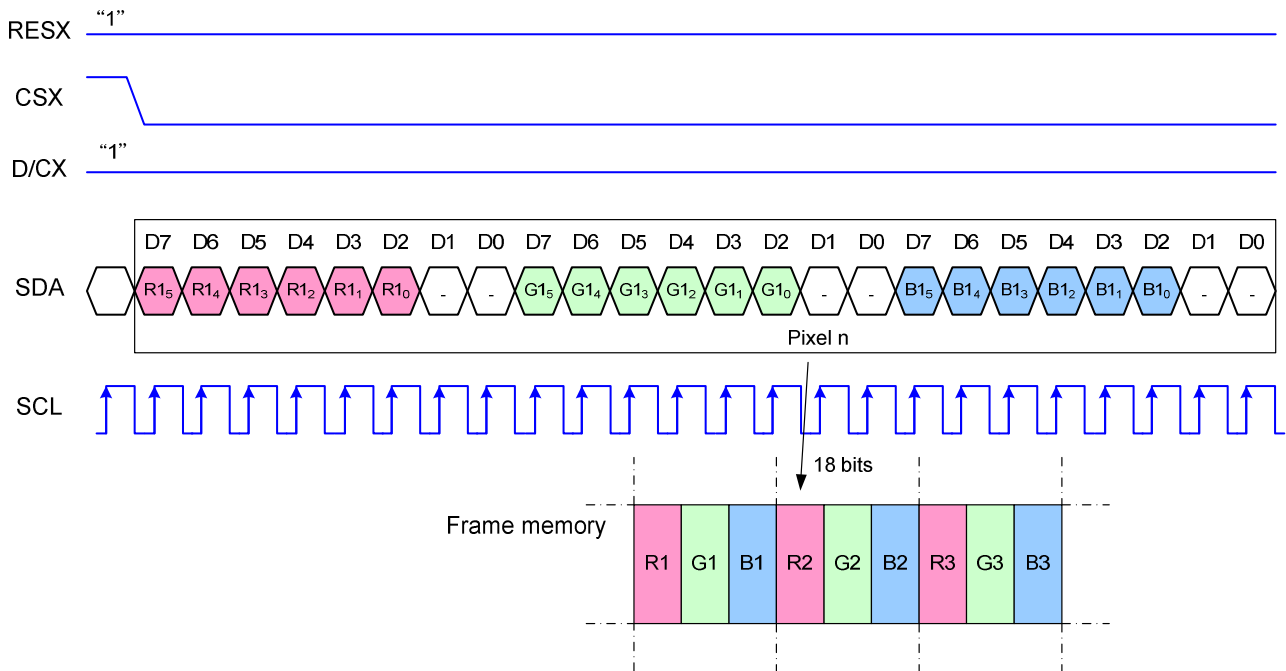 RESX “1”
CSX
D/CX “1”
D7 D6 D5 D4 D3 D2 D1 D0 D7 D6 D5 D4 D3 D2 D1 D0 D7 D6 D5 D4 D3 D2 D1 D0
SDA R1₅ R1₄ R1₃ R1₂ R1₁ R1₀ - - G1₅ G1₄ G1₃ G1₂ G1₁ G1₀ - - B1₅ B1₄ B1₃ B1₂ B1₁ B1₀ - -
Pixel n
SCL
18 bits
Frame memory
R1 G1 B1 R2 G2 B2 R3 G3 B3